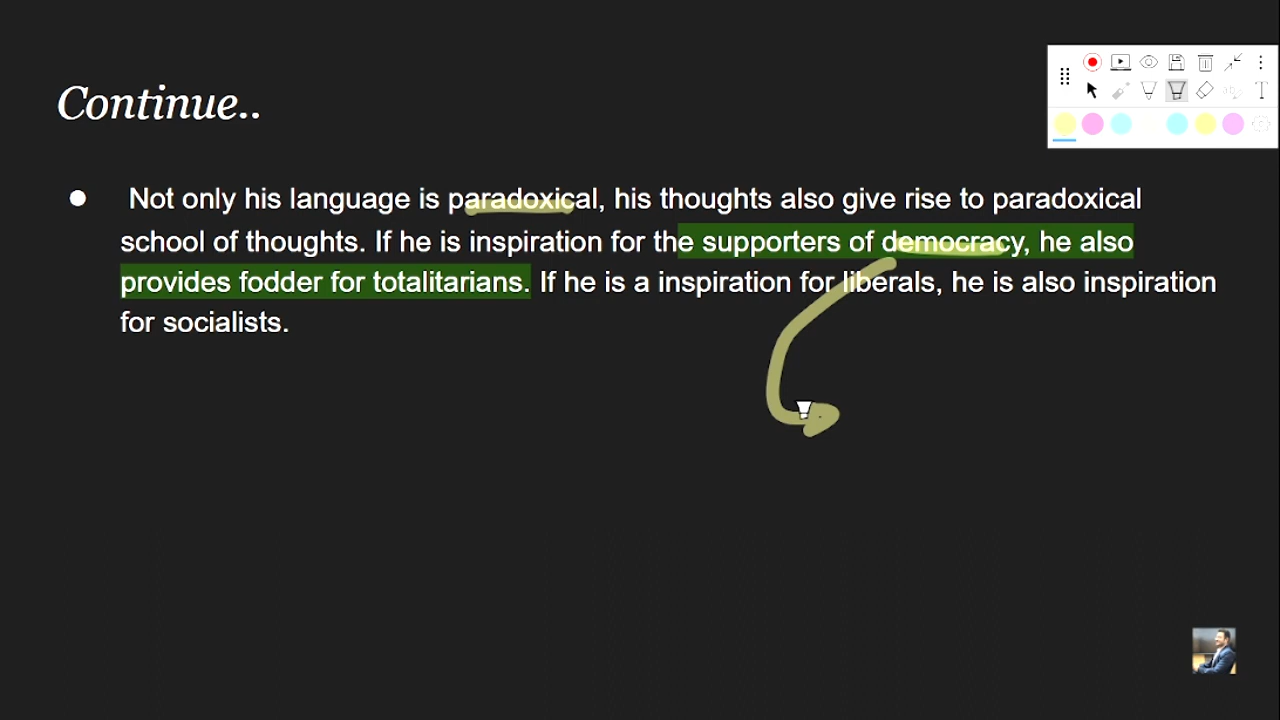 Continue..
● Not only his language is paradoxical, his thoughts also give rise to paradoxical
school of thoughts. If he is inspiration for the supporters of democracy, he also
provides fodder for totalitarians. If he is a inspiration for liberals, he is also inspiration
for socialists.